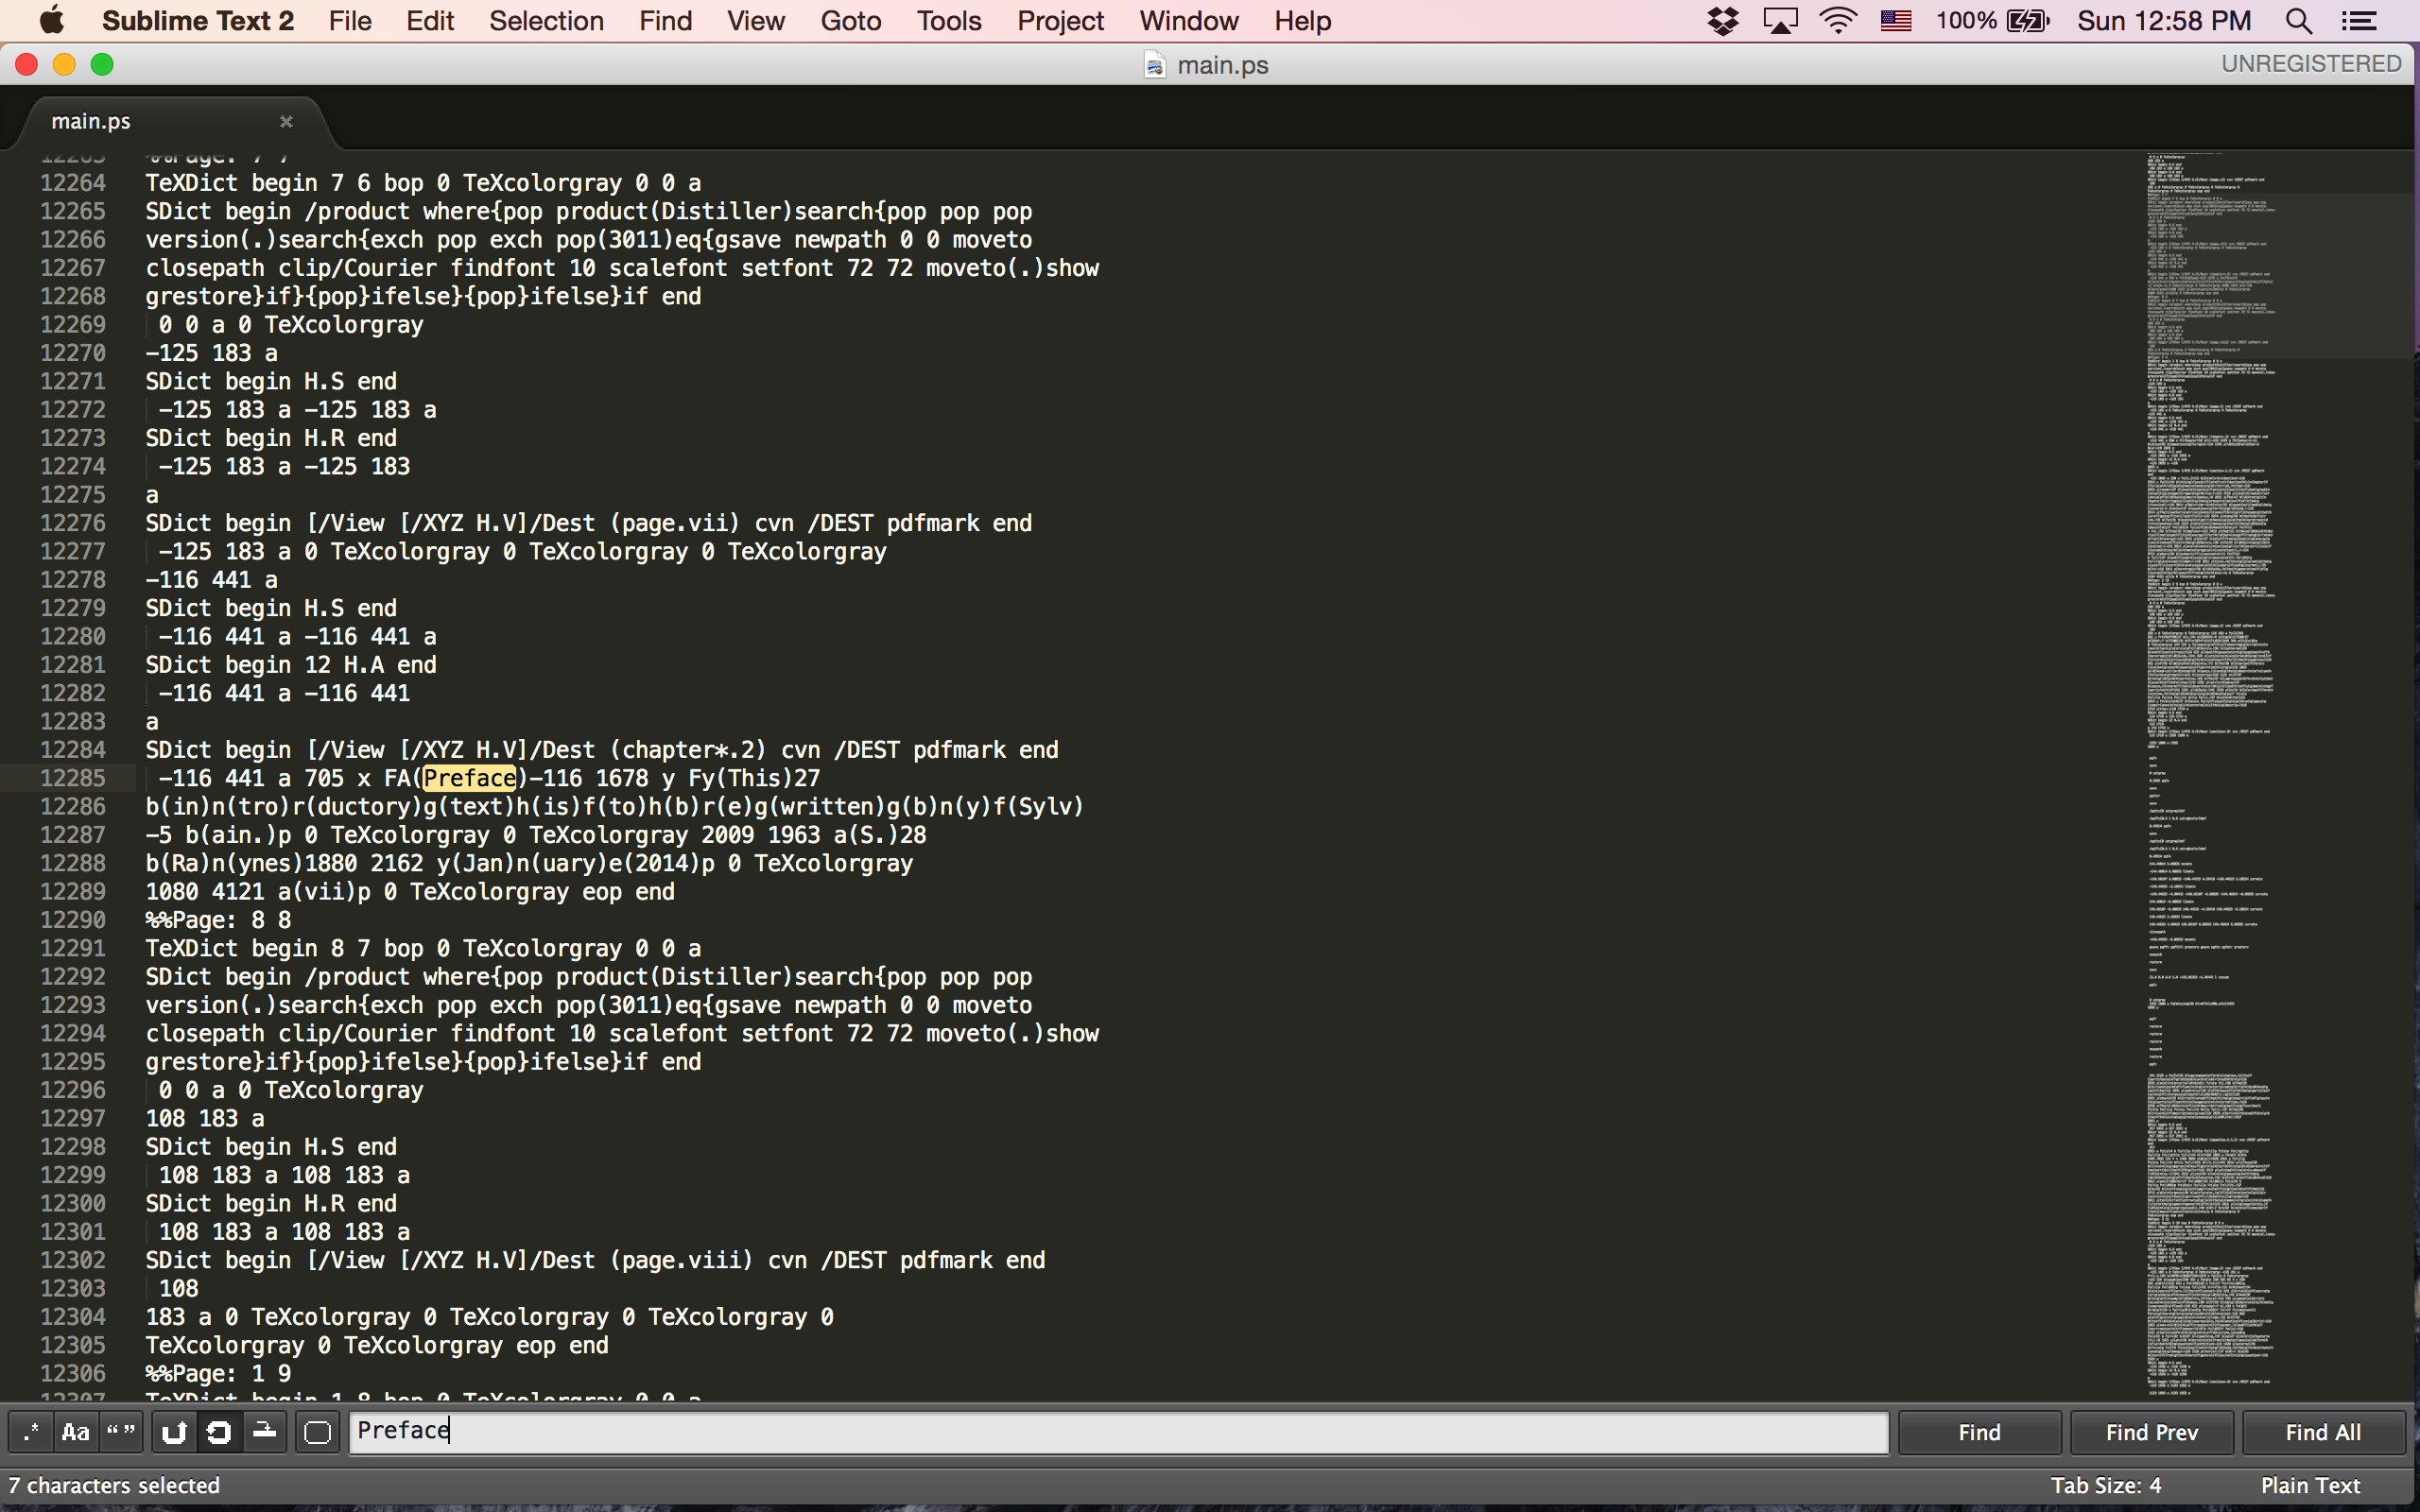 Sublime Text 2 File Edit Selection Find View Goto Tools Project Window Help 100% Sun 12:58 PM
main.ps UNREGISTERED
main.ps
12263 %%Page: 7 7
12264 TeXDict begin 7 6 bop 0 TeXcolorgray 0 0 a
12265 SDict begin /product where{pop product(Distiller)search{pop pop pop
12266 version(.)search{exch pop exch pop(3011)eq{gsave newpath 0 0 moveto
12267 closepath clip/Courier findfont 10 scalefont setfont 72 72 moveto(.)show
12268 grestore}if}{pop}ifelse}{pop}ifelse}if end
12269 0 0 a 0 TeXcolorgray
12270 -125 183 a
12271 SDict begin H.S end
12272 -125 183 a -125 183 a
12273 SDict begin H.R end
12274 -125 183 a -125 183
12275 a
12276 SDict begin [/View [/XYZ H.V]/Dest (page.vii) cvn /DEST pdfmark end
12277 -125 183 a 0 TeXcolorgray 0 TeXcolorgray 0 TeXcolorgray
12278 -116 441 a
12279 SDict begin H.S end
12280 -116 441 a -116 441 a
12281 SDict begin 12 H.A end
12282 -116 441 a -116 441
12283 a
12284 SDict begin [/View [/XYZ H.V]/Dest (chapter*.2) cvn /DEST pdfmark end
12285 -116 441 a 705 x FA(Preface)-116 1678 y Fy(This)27
12286 b(in)n(tro)r(ductory)g(text)h(is)f(to)h(b)r(e)g(written)g(b)n(y)f(Sylv)
12287 -5 b(ain.)p 0 TeXcolorgray 0 TeXcolorgray 2009 1963 a(S.)28
12288 b(Ra)n(ynes)1880 2162 y(Jan)n(uary)e(2014)p 0 TeXcolorgray
12289 1080 4121 a(vii)p 0 TeXcolorgray eop end
12290 %%Page: 8 8
12291 TeXDict begin 8 7 bop 0 TeXcolorgray 0 0 a
12292 SDict begin /product where{pop product(Distiller)search{pop pop pop
12293 version(.)search{exch pop exch pop(3011)eq{gsave newpath 0 0 moveto
12294 closepath clip/Courier findfont 10 scalefont setfont 72 72 moveto(.)show
12295 grestore}if}{pop}ifelse}{pop}ifelse}if end
12296 0 0 a 0 TeXcolorgray
12297 108 183 a
12298 SDict begin H.S end
12299 108 183 a 108 183 a
12300 SDict begin H.R end
12301 108 183 a 108 183 a
12302 SDict begin [/View [/XYZ H.V]/Dest (page.viii) cvn /DEST pdfmark end
12303 108
12304 183 a 0 TeXcolorgray 0 TeXcolorgray 0 TeXcolorgray 0
12305 TeXcolorgray 0 TeXcolorgray eop end
12306 %%Page: 1 9
12307 TeXDict begin 1 8 bop 0 TeXcolorgray 0 0 a
.* Aa “” Preface Find Find Prev Find All
7 characters selected Tab Size: 4 Plain Text